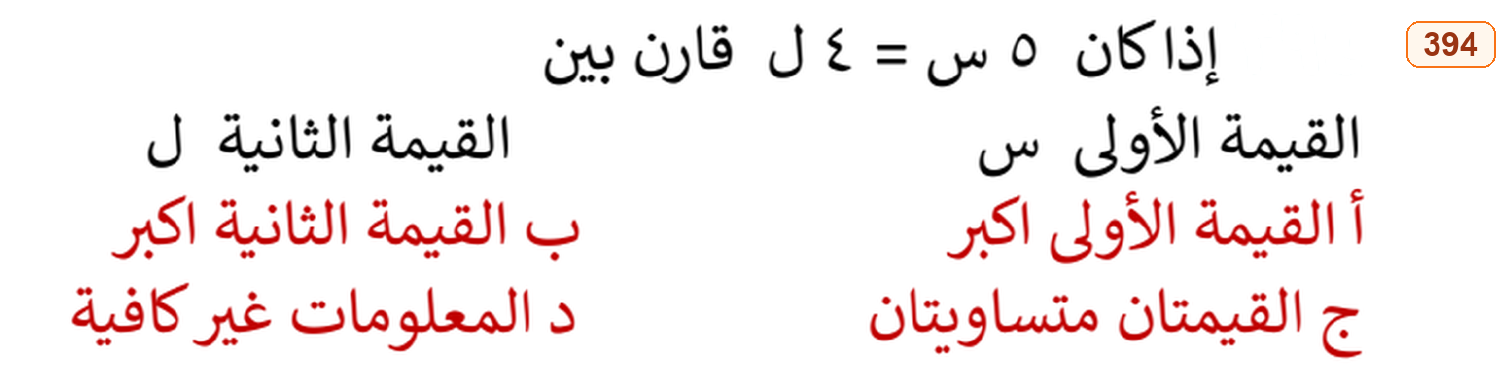 394
إذا كان ٥ س = ٤ ل قارن بين
القيمة الأولى س القيمة الثانية ل
أ القيمة الأولى اكبر ب القيمة الثانية اكبر
ج القيمتان متساويتان د المعلومات غير كافية